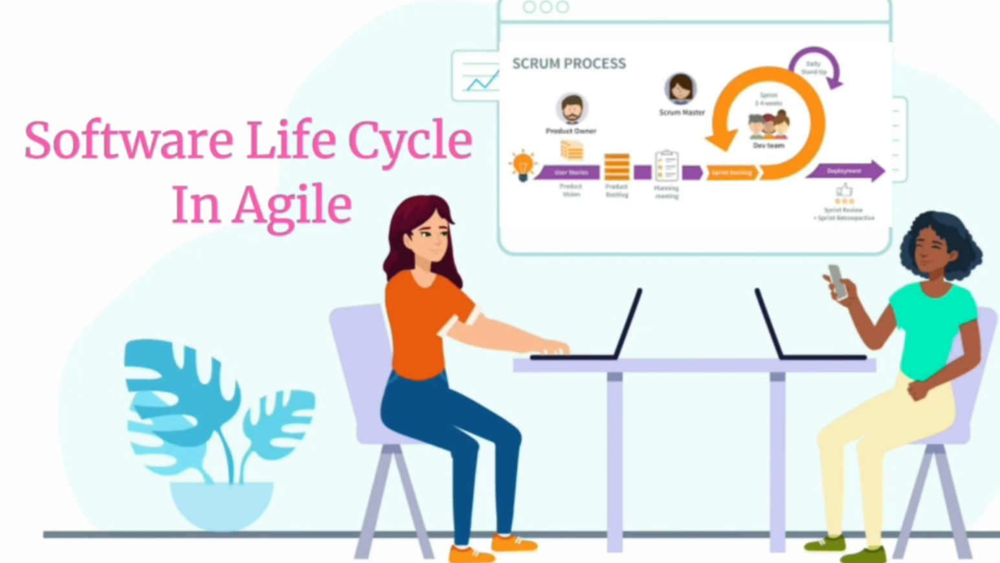 Software Life Cycle
In Agile
SCRUM PROCESS
Product Owner
Scrum Master
Daily
Stand Up
Sprint
2-4 weeks
Dev team
User Stories
Sprint Backlog
Deployment
Product
Vision
Product
Backlog
Planning
meeting
Sprint Review
+ Sprint Retrospective